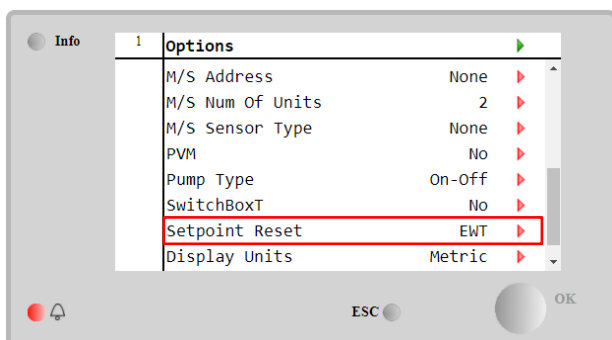 Info
1 Options
M/S Address None
M/S Num Of Units 2
M/S Sensor Type None
PVM No
Pump Type On-Off
SwitchBoxT No
Setpoint Reset EWT
Display Units Metric
ESC
OK